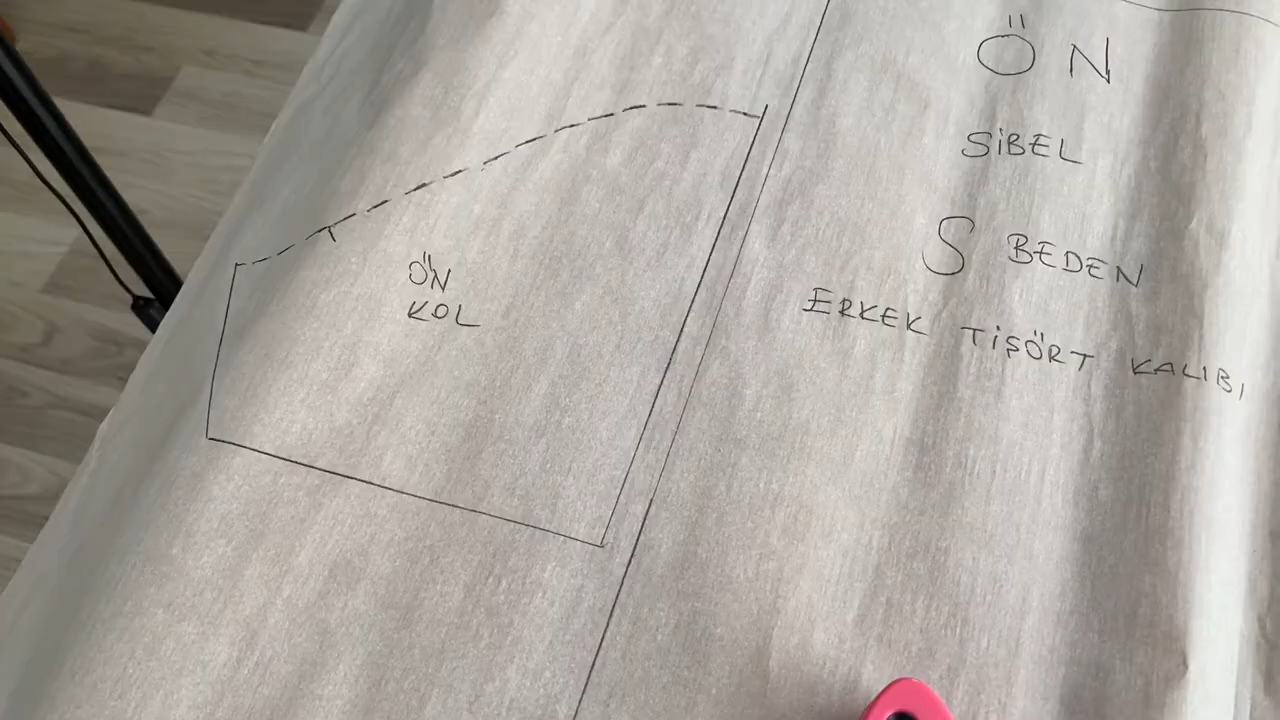 ÖN
KOL
ÖN
SİBEL
S BEDEN
ERKEK TİŞÖRT KALIBI